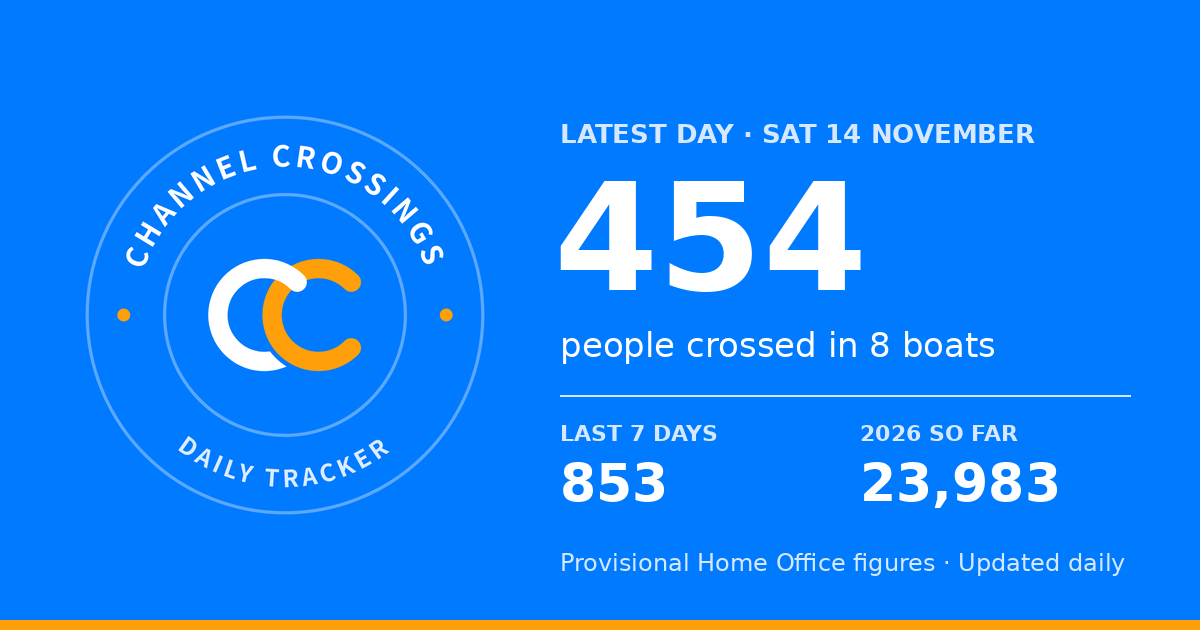 CHANNEL CROSSINGS
DAILY TRACKER
LATEST DAY · SAT 14 NOVEMBER
454
people crossed in 8 boats
LAST 7 DAYS
853
2026 SO FAR
23,983
Provisional Home Office figures · Updated daily